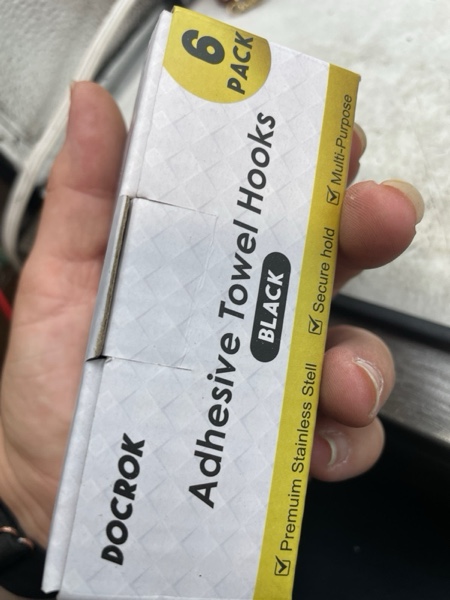 6
PACK
DOCROK
Adhesive Towel Hooks
BLACK
☑ Premuim Stainless Stell ☑ Secure hold ☑ Multi-Purpose